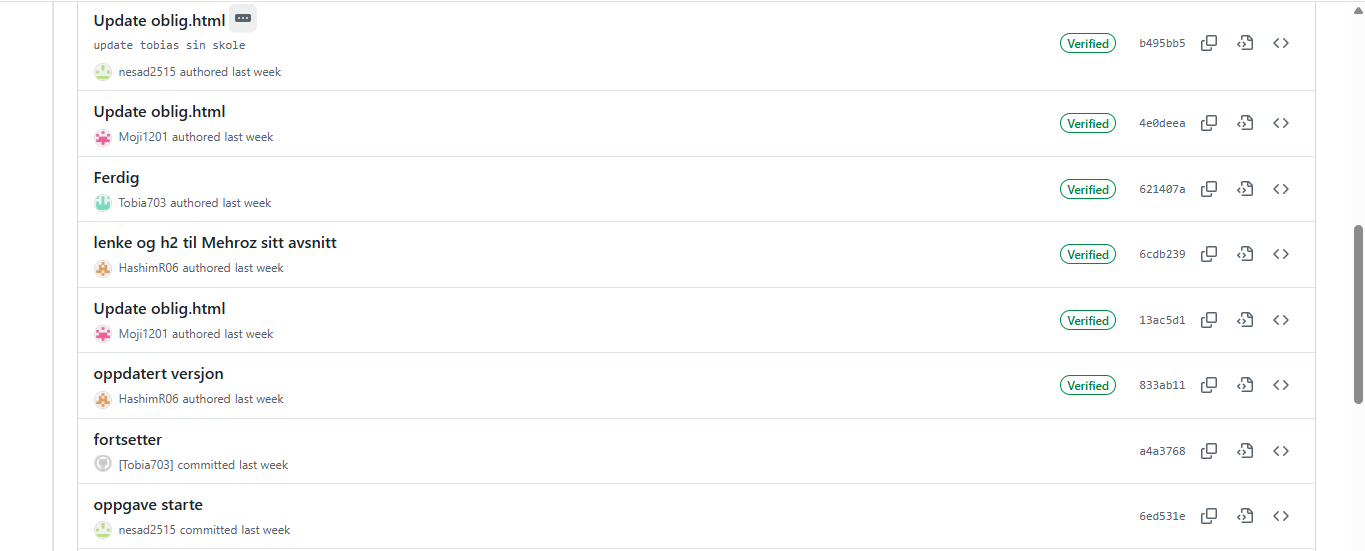 Update oblig.html
update tobias sin skole
nesad2515 authored last week
Verified
b495bb5
Update oblig.html
Moji1201 authored last week
Verified
4e0deea
Ferdig
Tobia703 authored last week
Verified
621407a
lenke og h2 til Mehroz sitt avsnitt
HashimR06 authored last week
Verified
6cdb239
Update oblig.html
Moji1201 authored last week
Verified
13ac5d1
oppdatert versjon
HashimR06 authored last week
Verified
833ab11
fortsetter
[Tobia703] committed last week
a4a3768
oppgave starte
nesad2515 committed last week
6ed531e